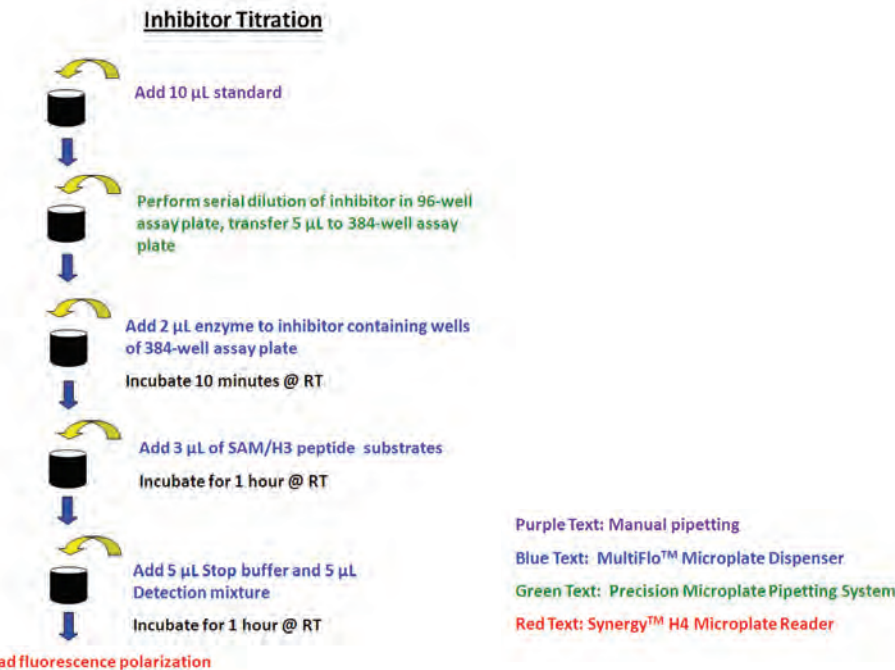 Inhibitor Titration
Add 10 µL standard
Perform serial dilution of inhibitor in 96-well
assay plate, transfer 5 µL to 384-well assay
plate
Add 2 µL enzyme to inhibitor containing wells
of 384-well assay plate
Incubate 10 minutes @ RT
Add 3 µL of SAM/H3 peptide substrates
Incubate for 1 hour @ RT
Add 5 µL Stop buffer and 5 µL
Detection mixture
Incubate for 1 hour @ RT
ad fluorescence polarization
Purple Text: Manual pipetting
Blue Text: MultiFlo™ Microplate Dispenser
Green Text: Precision Microplate Pipetting System
Red Text: Synergy™ H4 Microplate Reader